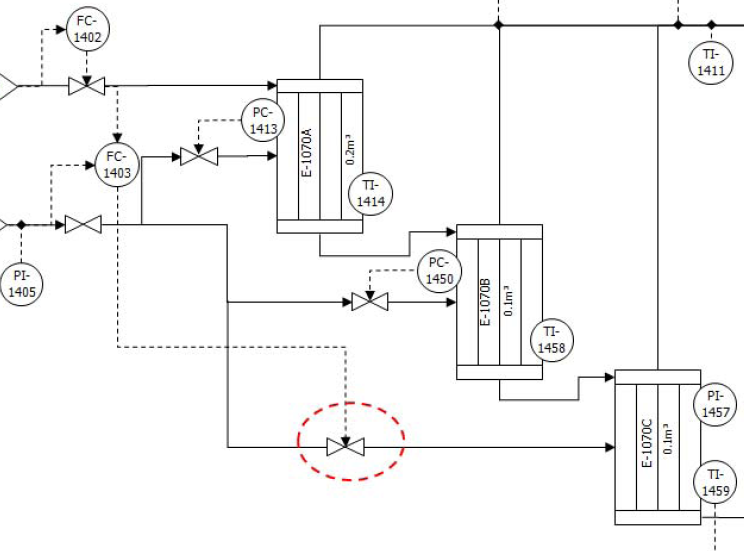 FC-
1402
TI-
1411
PC-
1413
FC-
1403
E-1070A
0.2m³
TI-
1414
PI-
1405
PC-
1450
E-1070B
0.1m³
TI-
1458
PI-
1457
E-1070C
0.1m³
TI-
1459